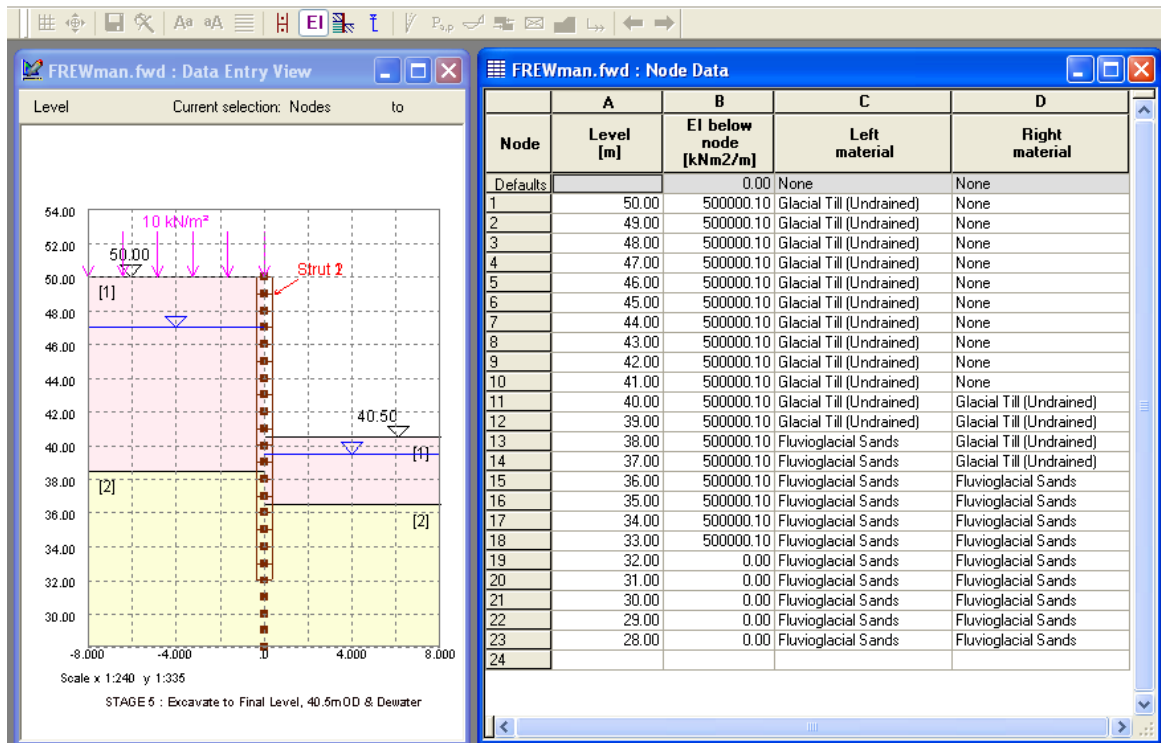 Aa aA EI Pa,p
FREWman.fwd : Data Entry View
Level Current selection: Nodes to
54.00
52.00
50.00
48.00
46.00
44.00
42.00
40.00
38.00
36.00
34.00
32.00
30.00
10 kN/m²
50.00
[1]
[2]
40.50
[1]
[2]
-8.000 -4.000 .0 4.000 8.000
Scale x 1:240 y 1:335
STAGE 5 : Excavate to Final Level, 40.5mOD & Dewater
FREWman.fwd : Node Data
A B C D
Node Level [m] EI below node [kNm2/m] Left material Right material
Defaults 0.00 None None
1 50.00 500000.10 Glacial Till (Undrained) None
2 49.00 500000.10 Glacial Till (Undrained) None
3 48.00 500000.10 Glacial Till (Undrained) None
4 47.00 500000.10 Glacial Till (Undrained) None
5 46.00 500000.10 Glacial Till (Undrained) None
6 45.00 500000.10 Glacial Till (Undrained) None
7 44.00 500000.10 Glacial Till (Undrained) None
8 43.00 500000.10 Glacial Till (Undrained) None
9 42.00 500000.10 Glacial Till (Undrained) None
10 41.00 500000.10 Glacial Till (Undrained) None
11 40.00 500000.10 Glacial Till (Undrained) Glacial Till (Undrained)
12 39.00 500000.10 Glacial Till (Undrained) Glacial Till (Undrained)
13 38.00 500000.10 Fluvioglacial Sands Glacial Till (Undrained)
14 37.00 500000.10 Fluvioglacial Sands Glacial Till (Undrained)
15 36.00 500000.10 Fluvioglacial Sands Fluvioglacial Sands
16 35.00 500000.10 Fluvioglacial Sands Fluvioglacial Sands
17 34.00 500000.10 Fluvioglacial Sands Fluvioglacial Sands
18 33.00 500000.10 Fluvioglacial Sands Fluvioglacial Sands
19 32.00 0.00 Fluvioglacial Sands Fluvioglacial Sands
20 31.00 0.00 Fluvioglacial Sands Fluvioglacial Sands
21 30.00 0.00 Fluvioglacial Sands Fluvioglacial Sands
22 29.00 0.00 Fluvioglacial Sands Fluvioglacial Sands
23 28.00 0.00 Fluvioglacial Sands Fluvioglacial Sands
24
Strut